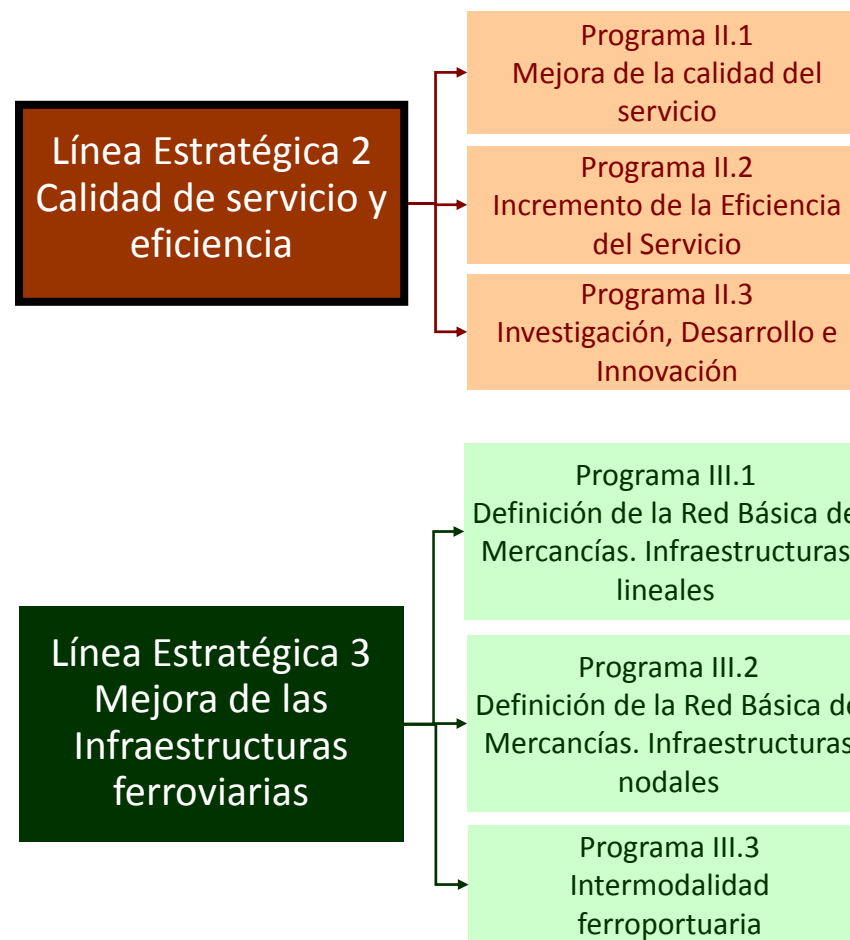 Línea Estratégica 2
Calidad de servicio y
eficiencia
Programa II.1
Mejora de la calidad del
servicio
Programa II.2
Incremento de la Eficiencia
del Servicio
Programa II.3
Investigación, Desarrollo e
Innovación
Línea Estratégica 3
Mejora de las
Infraestructuras
ferroviarias
Programa III.1
Definición de la Red Básica de
Mercancías. Infraestructuras
lineales
Programa III.2
Definición de la Red Básica de
Mercancías. Infraestructuras
nodales
Programa III.3
Intermodalidad
ferroportuaria